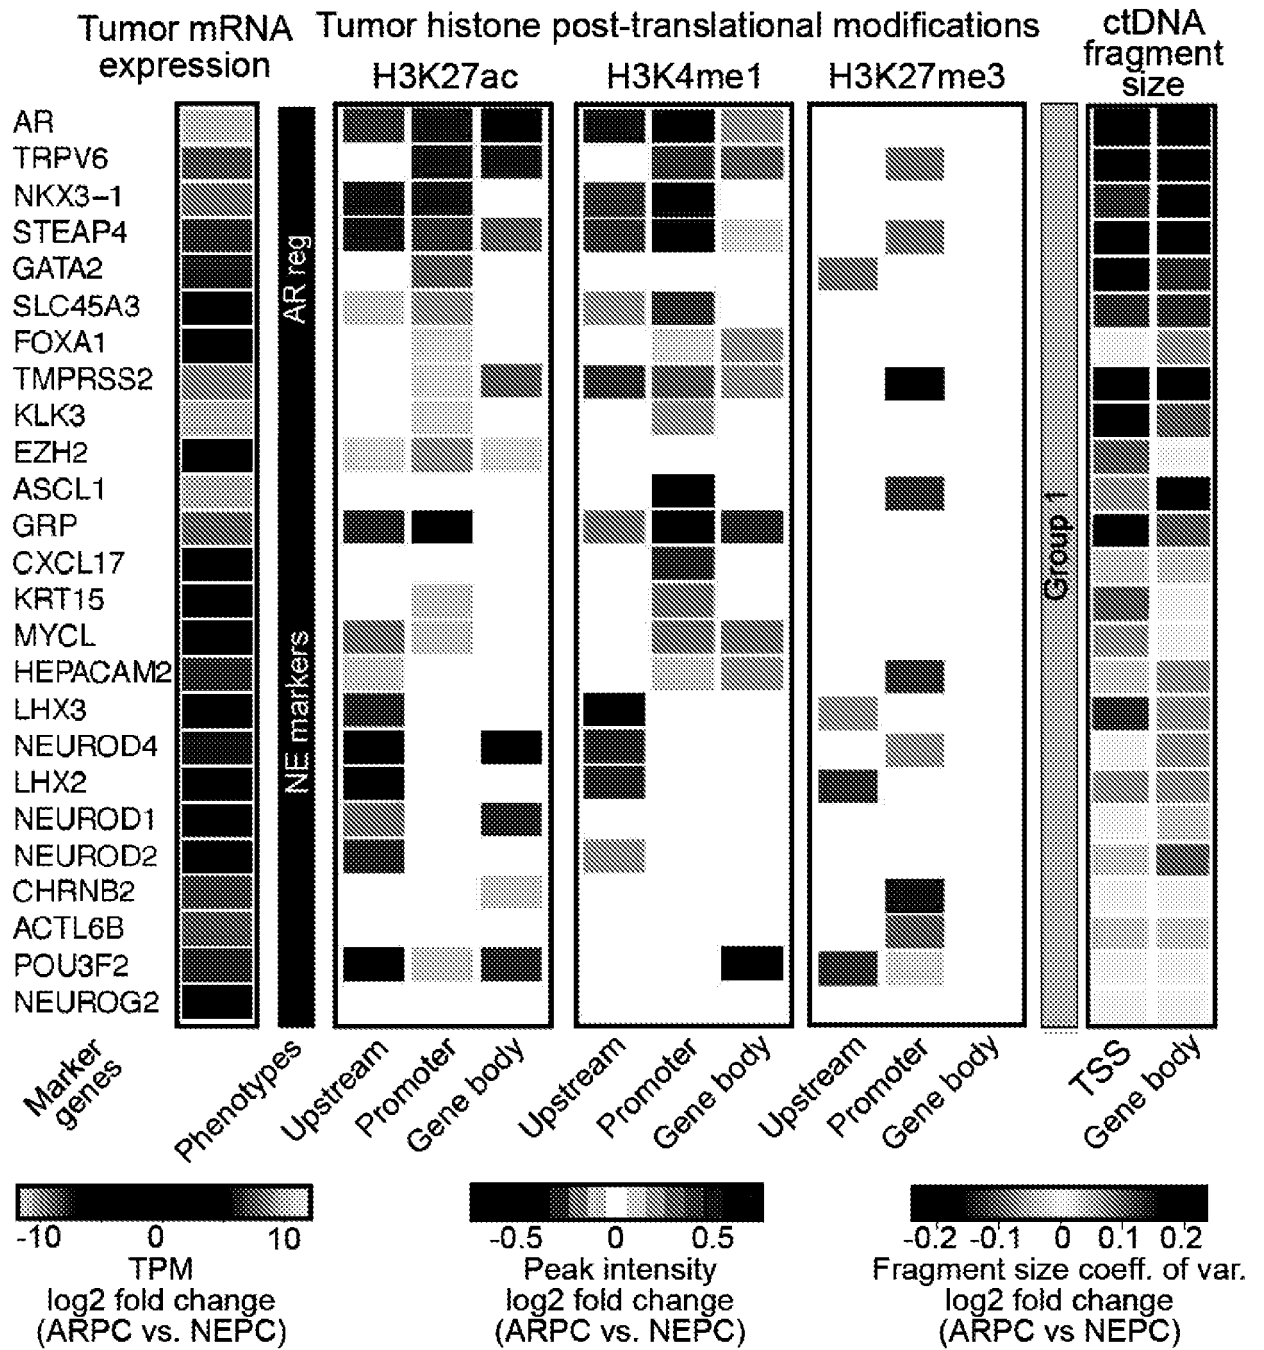 Tumor mRNA
expression
Tumor histone post-translational modifications
H3K27ac
H3K4me1
H3K27me3
ctDNA
fragment
size
AR
TRPV6
NKX3–1
STEAP4
GATA2
SLC45A3
FOXA1
TMPRSS2
KLK3
EZH2
ASCL1
GRP
CXCL17
KRT15
MYCL
HEPACAM2
LHX3
NEUROD4
LHX2
NEUROD1
NEUROD2
CHRNB2
ACTL6B
POU3F2
NEUROG2
AR reg
NE markers
Group 1
Marker
genes
Phenotypes
Upstream
Promoter
Gene body
Upstream
Promoter
Gene body
Upstream
Promoter
Gene body
TSS
Gene body
-10 0 10
TPM
log2 fold change
(ARPC vs. NEPC)
-0.5 0 0.5
Peak intensity
log2 fold change
(ARPC vs. NEPC)
-0.2 -0.1 0 0.1 0.2
Fragment size coeff. of var.
log2 fold change
(ARPC vs NEPC)